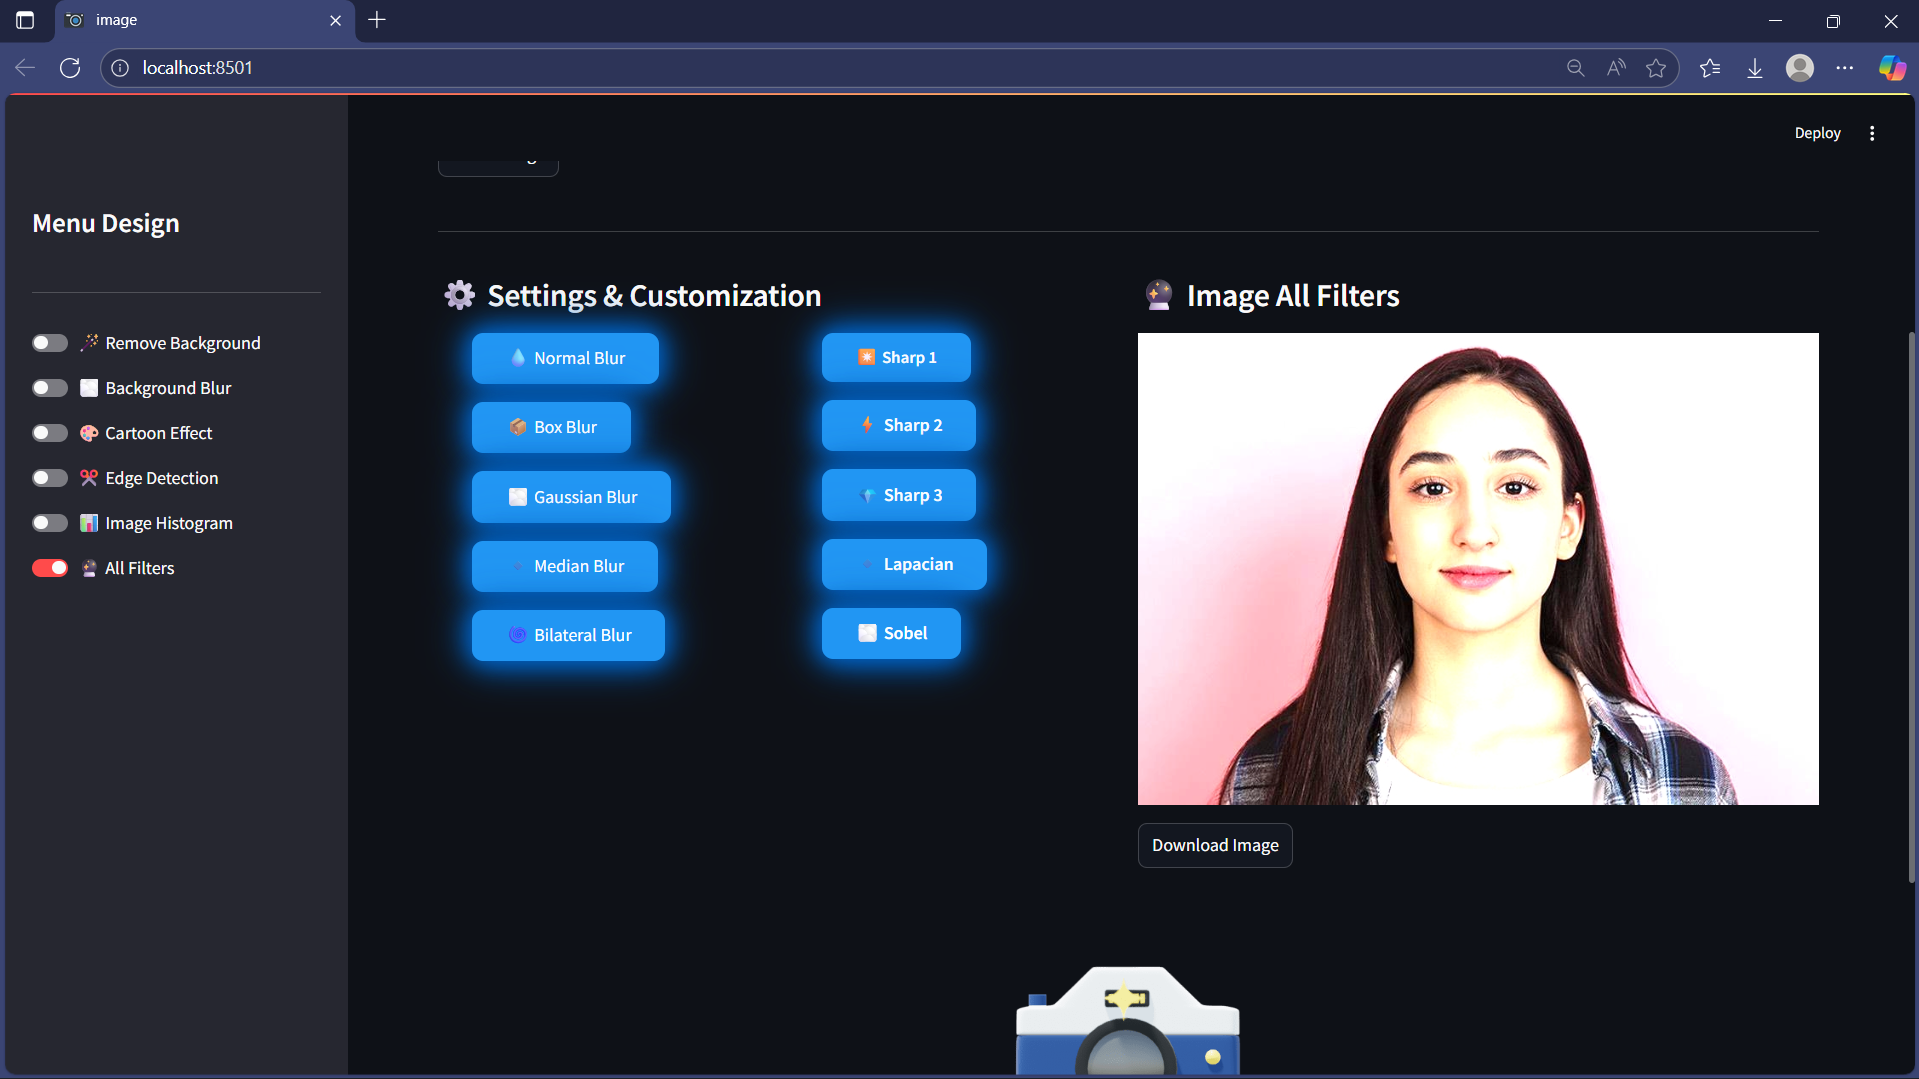 image
localhost:8501
Deploy
Menu Design
Remove Background
Background Blur
Cartoon Effect
Edge Detection
Image Histogram
All Filters
Settings & Customization
Normal Blur
Box Blur
Gaussian Blur
Median Blur
Bilateral Blur
Sharp 1
Sharp 2
Sharp 3
Lapacian
Sobel
Image All Filters
Download Image